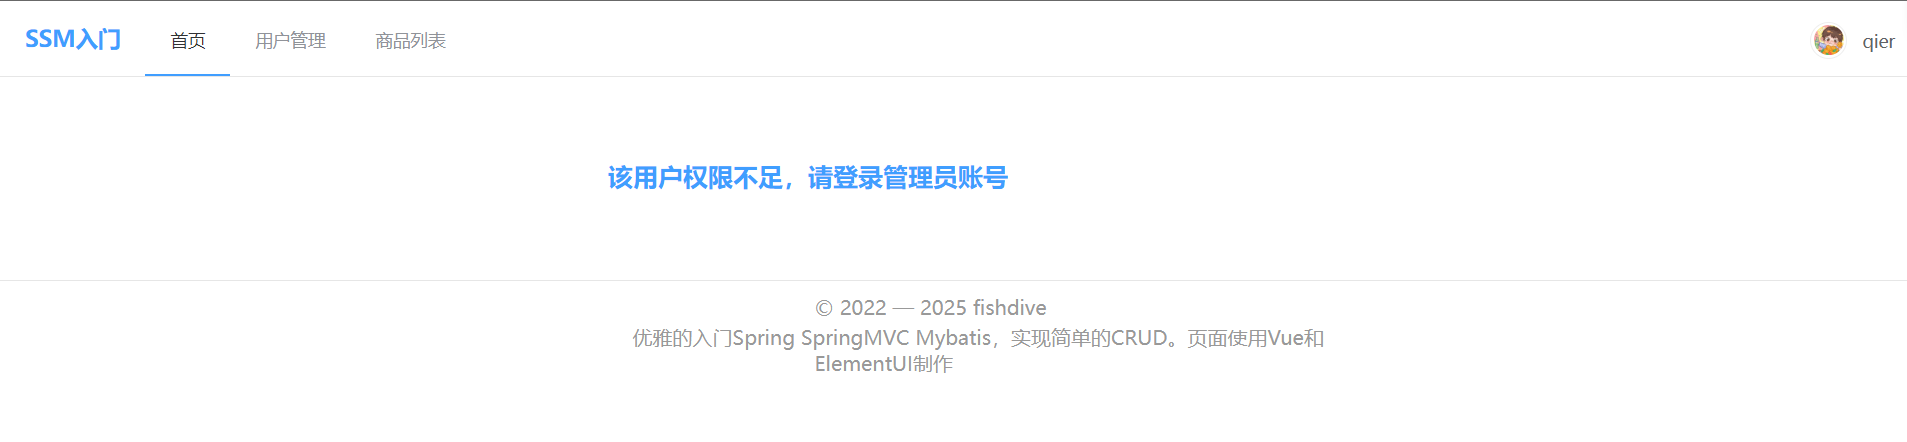 SSM入门
首页
用户管理
商品列表
qier
该用户权限不足，请登录管理员账号
© 2022 — 2025 fishdive
优雅的入门Spring SpringMVC Mybatis，实现简单的CRUD。页面使用Vue和
ElementUI制作